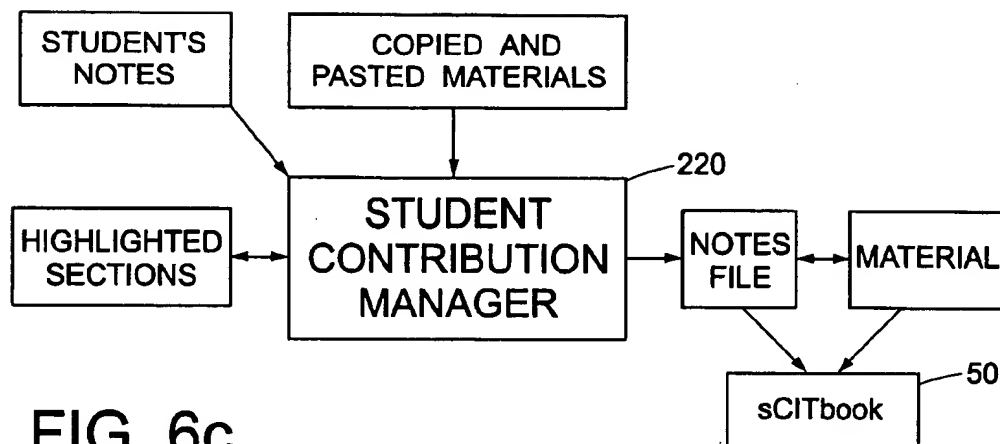 STUDENT'S
NOTES
COPIED AND
PASTED MATERIALS
220
STUDENT
CONTRIBUTION
MANAGER
HIGHLIGHTED
SECTIONS
NOTES
FILE
MATERIAL
50
sCITbook
FIG. 6c